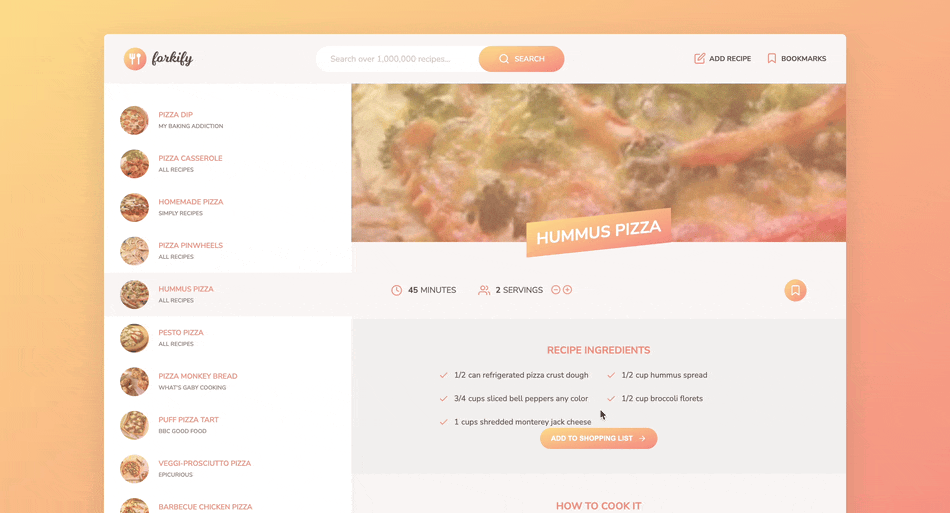 forkify
Search over 1,000,000 recipes...
SEARCH
ADD RECIPE
BOOKMARKS
PIZZA DIP
MY BAKING ADDICTION
PIZZA CASSEROLE
ALL RECIPES
HOMEMADE PIZZA
SIMPLY RECIPES
PIZZA PINWHEELS
ALL RECIPES
HUMMUS PIZZA
ALL RECIPES
PESTO PIZZA
ALL RECIPES
PIZZA MONKEY BREAD
WHAT'S GABY COOKING
PUFF PIZZA TART
BBC GOOD FOOD
VEGGI-PROSCIUTTO PIZZA
EPICURIOUS
BARBECUE CHICKEN PIZZA
HUMMUS PIZZA
45 MINUTES
2 SERVINGS
RECIPE INGREDIENTS
1/2 can refrigerated pizza crust dough
1/2 cup hummus spread
3/4 cups sliced bell peppers any color
1/2 cup broccoli florets
1 cups shredded monterey jack cheese
ADD TO SHOPPING LIST
HOW TO COOK IT